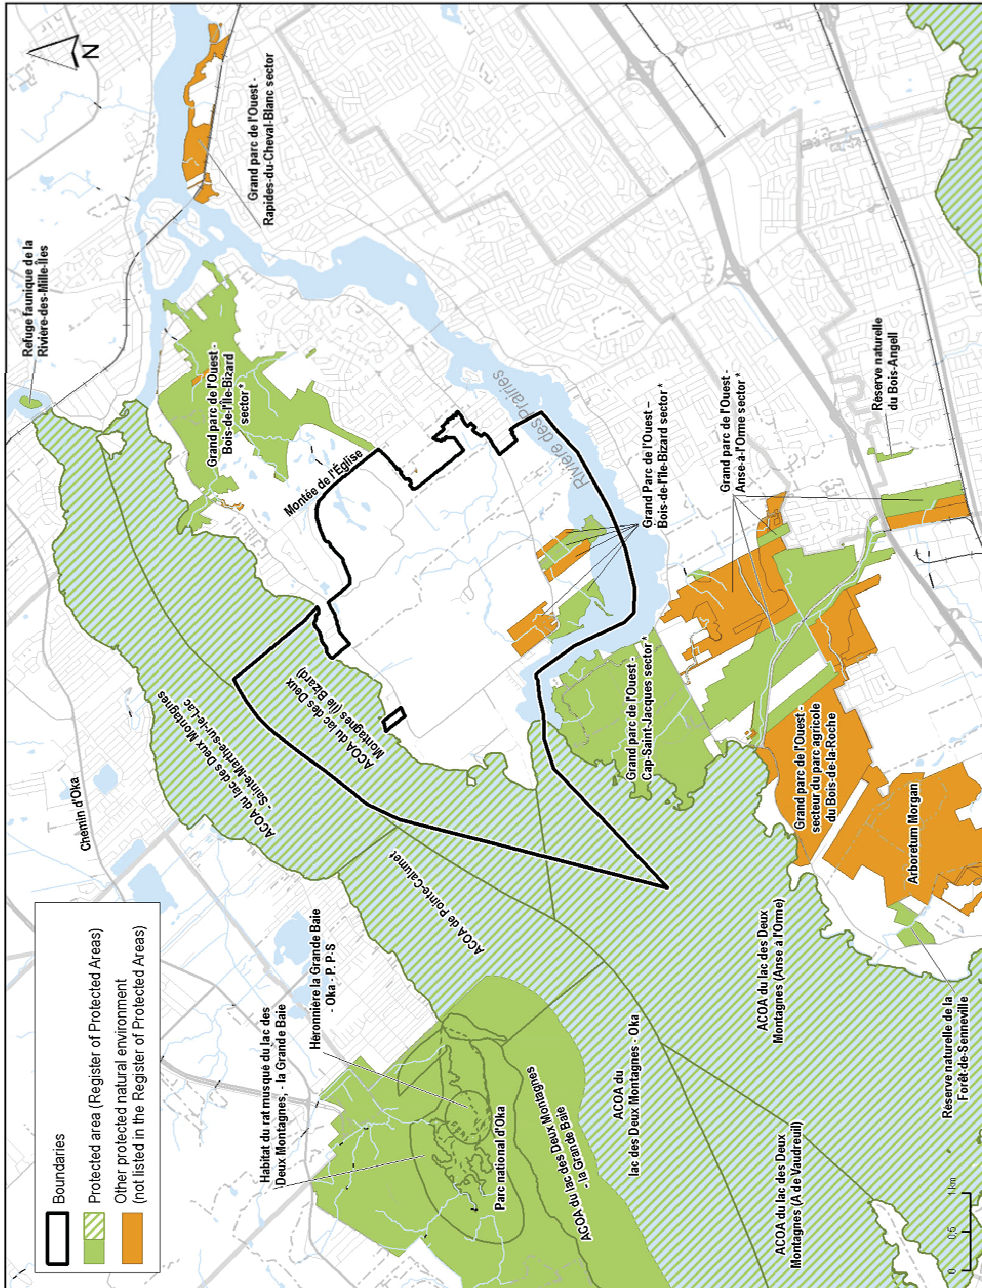 Boundaries
Protected area (Register of Protected Areas)
Other protected natural environment
(not listed in the Register of Protected Areas)
Chemin d'Oka
Refuge faunique de la
Rivière-des-Mille-Îles
N
Grand parc de l'Ouest -
Bois-de-l'Île-Bizard
sector *
Grand parc de l'Ouest -
Rapides-du-Cheval-Blanc sector
Montée de l'Église
ACOA du lac des Deux Montagnes
- Sainte-Marthe-sur-le-Lac
ACOA du lac des Deux
Montagnes (Île Bizard)
ACOA de Pointe-Calumet
Rivière des Prairies
Habitat du rat musqué du lac des
Deux Montagnes, - la Grande Baie
Héronnière la Grande Baie
- Oka - P. P.-S
Parc national d'Oka
ACOA du lac des Deux Montagnes
- la Grande Baie
ACOA du
lac des Deux Montagnes - Oka
Grand Parc de l'Ouest –
Bois-de-l'Île-Bizard sector *
Grand parc de l'Ouest -
Cap-Saint-Jacques sector *
Grand parc de l'Ouest -
Anse-à-l'Orme sector *
ACOA du lac des Deux
Montagnes (Anse à l'Orme)
ACOA du lac des Deux
Montagnes (A de Vaudreuil)
Grand parc de l'Ouest -
secteur du parc agricole
du Bois-de-la-Roche
Arboretum Morgan
Réserve naturelle
du Bois-Angell
Réserve naturelle de la
Forêt-de-Senneville
0 0,5 1 km